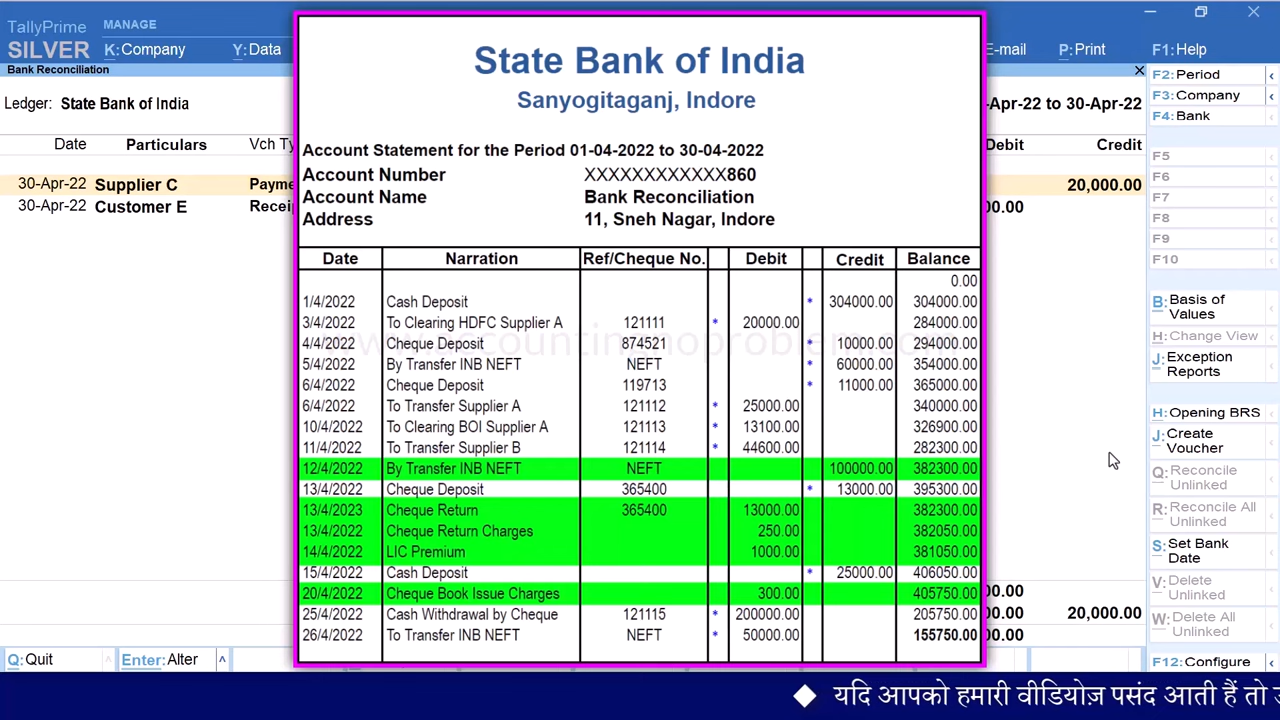 TallyPrime
SILVER
MANAGE
K:Company
Y:Data
E-mail
P:Print
F1:Help
Bank Reconciliation
Ledger: State Bank of India
-Apr-22 to 30-Apr-22
Date Particulars Vch Ty Debit Credit
30-Apr-22 Supplier C Payme 20,000.00
30-Apr-22 Customer E Recei 00.00
State Bank of India
Sanyogitaganj, Indore
Account Statement for the Period 01-04-2022 to 30-04-2022
Account Number XXXXXXXXXXXX860
Account Name Bank Reconciliation
Address 11, Sneh Nagar, Indore
Date Narration Ref/Cheque No. Debit Credit Balance
0.00
1/4/2022 Cash Deposit * 304000.00 304000.00
3/4/2022 To Clearing HDFC Supplier A 121111 * 20000.00 284000.00
4/4/2022 Cheque Deposit 874521 * 10000.00 294000.00
5/4/2022 By Transfer INB NEFT NEFT * 60000.00 354000.00
6/4/2022 Cheque Deposit 119713 * 11000.00 365000.00
6/4/2022 To Transfer Supplier A 121112 * 25000.00 340000.00
10/4/2022 To Clearing BOI Supplier A 121113 * 13100.00 326900.00
11/4/2022 To Transfer Supplier B 121114 * 44600.00 282300.00
12/4/2022 By Transfer INB NEFT NEFT 100000.00 382300.00
13/4/2022 Cheque Deposit 365400 * 13000.00 395300.00
13/4/2023 Cheque Return 365400 13000.00 382300.00
13/4/2022 Cheque Return Charges 250.00 382050.00
14/4/2022 LIC Premium 1000.00 381050.00
15/4/2022 Cash Deposit * 25000.00 406050.00
20/4/2022 Cheque Book Issue Charges 300.00 405750.00
25/4/2022 Cash Withdrawal by Cheque 121115 * 200000.00 205750.00
26/4/2022 To Transfer INB NEFT NEFT * 50000.00 155750.00
www.accountingnoproblem.com
00.00
00.00 20,000.00
00.00
Q:Quit
Enter:Alter
F2:Period
F3:Company
F4:Bank
F5
F6
F7
F8
F9
F10
B:Basis of
Values
H:Change View
J:Exception
Reports
H:Opening BRS
J:Create
Voucher
Q:Reconcile
Unlinked
R:Reconcile All
Unlinked
S:Set Bank
Date
V:Delete
Unlinked
W:Delete All
Unlinked
F12:Configure
◆ यदि आपको हमारी वीडियोज़ पसंद आती हैं तो